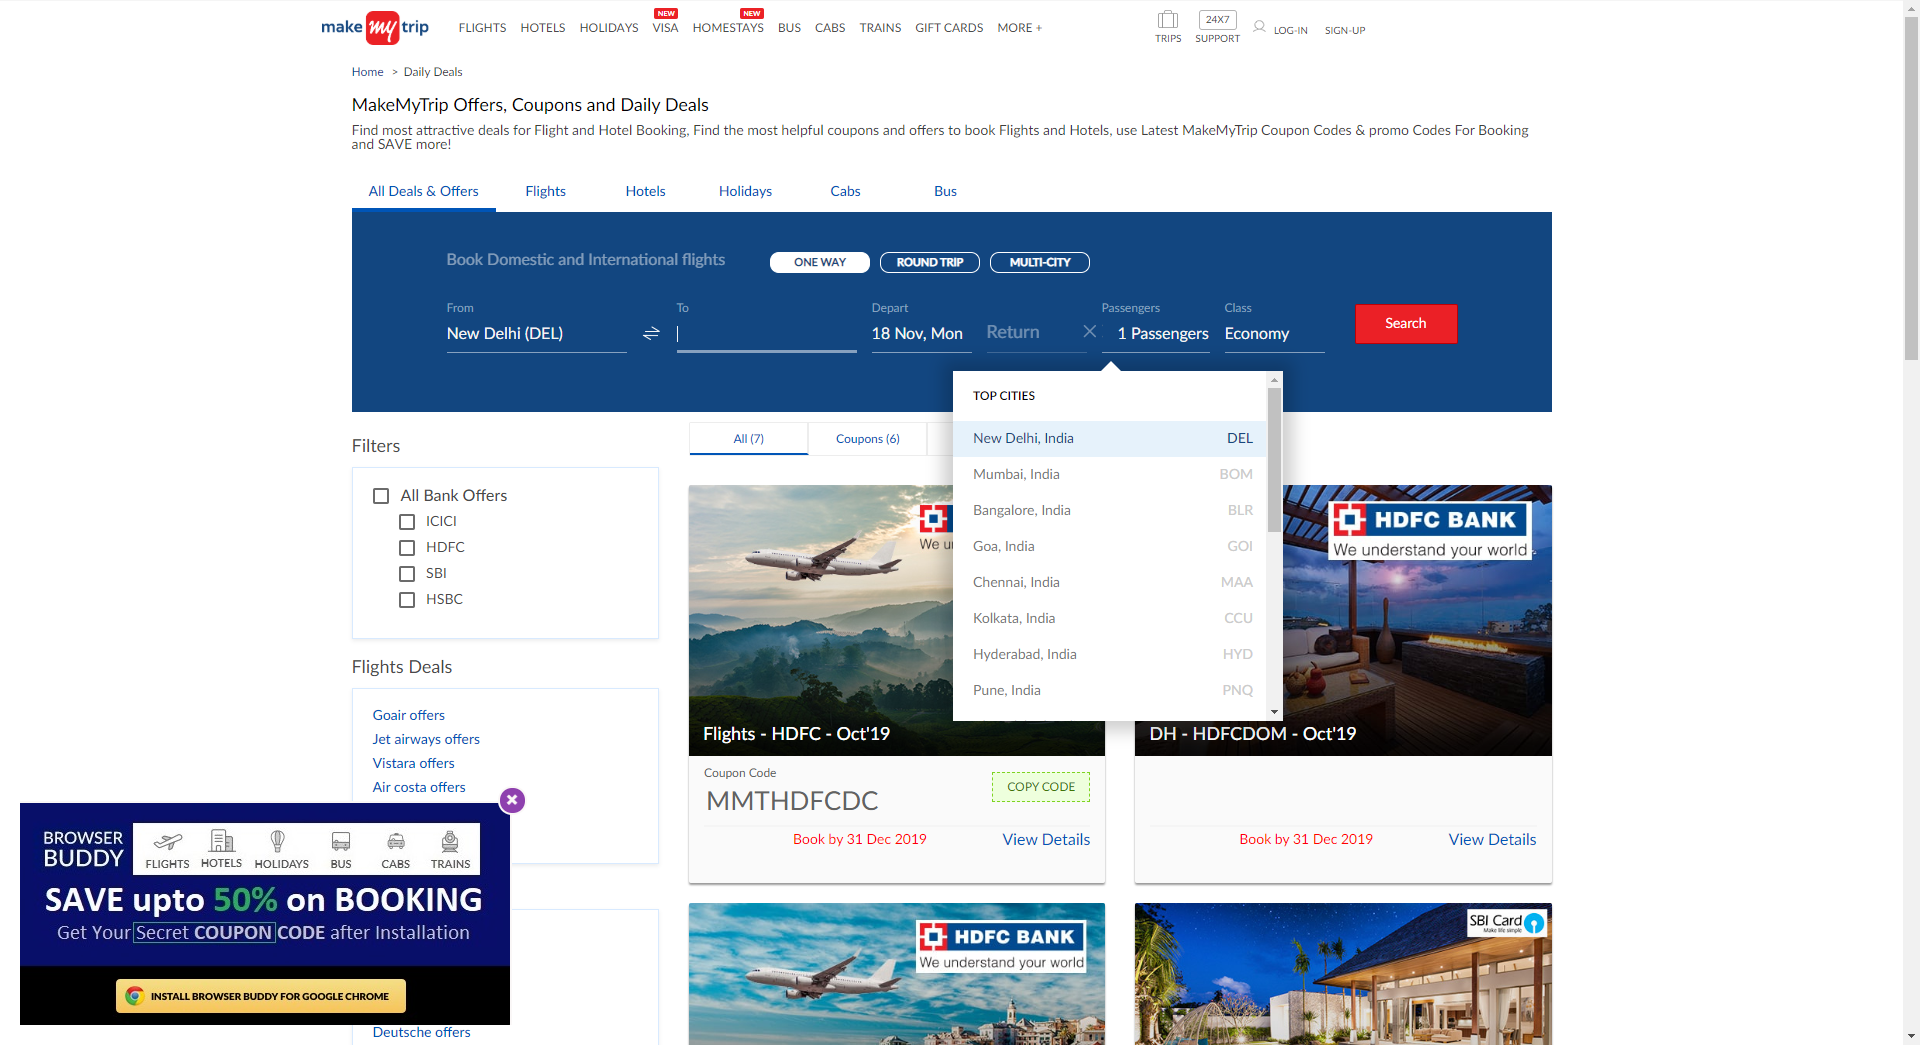 make my trip
FLIGHTS HOTELS HOLIDAYS VISA NEW HOMESTAYS NEW BUS CABS TRAINS GIFT CARDS MORE +
TRIPS
24X7
SUPPORT
LOG-IN
SIGN-UP
Home > Daily Deals
MakeMyTrip Offers, Coupons and Daily Deals
Find most attractive deals for Flight and Hotel Booking, Find the most helpful coupons and offers to book Flights and Hotels, use Latest MakeMyTrip Coupon Codes & promo Codes For Booking
and SAVE more!
All Deals & Offers Flights Hotels Holidays Cabs Bus
Book Domestic and International flights
ONE WAY ROUND TRIP MULTI-CITY
From To Depart Passengers Class
New Delhi (DEL) 18 Nov, Mon Return 1 Passengers Economy
Search
TOP CITIES
New Delhi, India DEL
Mumbai, India BOM
Bangalore, India BLR
Goa, India GOI
Chennai, India MAA
Kolkata, India CCU
Hyderabad, India HYD
Pune, India PNQ
Filters
All Bank Offers
ICICI
HDFC
SBI
HSBC
Flights Deals
Goair offers
Jet airways offers
Vistara offers
Air costa offers
Deutsche offers
All (7) Coupons (6)
We u
Flights - HDFC - Oct'19
Coupon Code
MMTHDFCDC
COPY CODE
Book by 31 Dec 2019 View Details
HDFC BANK
We understand your world
DH - HDFCDOM - Oct'19
Book by 31 Dec 2019 View Details
HDFC BANK
We understand your world
SBI Card
Make life simple
BROWSER
BUDDY
FLIGHTS HOTELS HOLIDAYS BUS CABS TRAINS
SAVE upto 50% on BOOKING
Get Your Secret COUPON CODE after Installation
INSTALL BROWSER BUDDY FOR GOOGLE CHROME